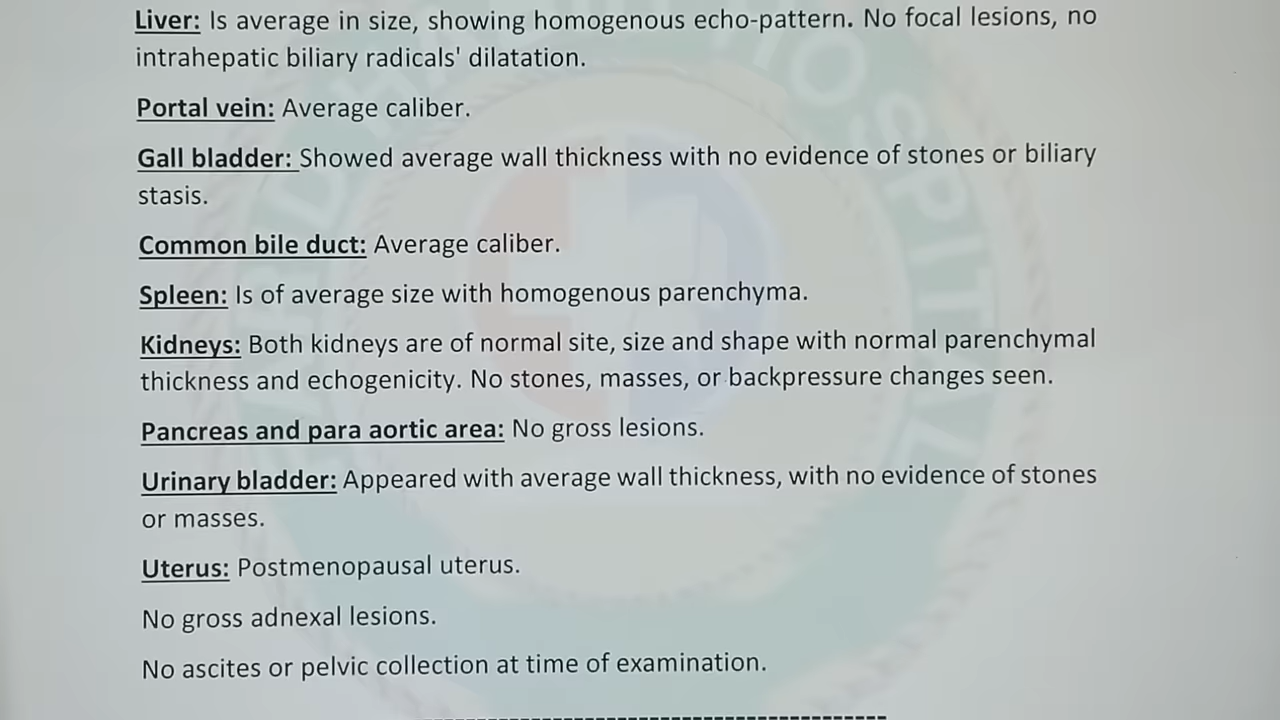 Liver: Is average in size, showing homogenous echo-pattern. No focal lesions, no
intrahepatic biliary radicals' dilatation.
Portal vein: Average caliber.
Gall bladder: Showed average wall thickness with no evidence of stones or biliary
stasis.
Common bile duct: Average caliber.
Spleen: Is of average size with homogenous parenchyma.
Kidneys: Both kidneys are of normal site, size and shape with normal parenchymal
thickness and echogenicity. No stones, masses, or backpressure changes seen.
Pancreas and para aortic area: No gross lesions.
Urinary bladder: Appeared with average wall thickness, with no evidence of stones
or masses.
Uterus: Postmenopausal uterus.
No gross adnexal lesions.
No ascites or pelvic collection at time of examination.
HOSPITAL